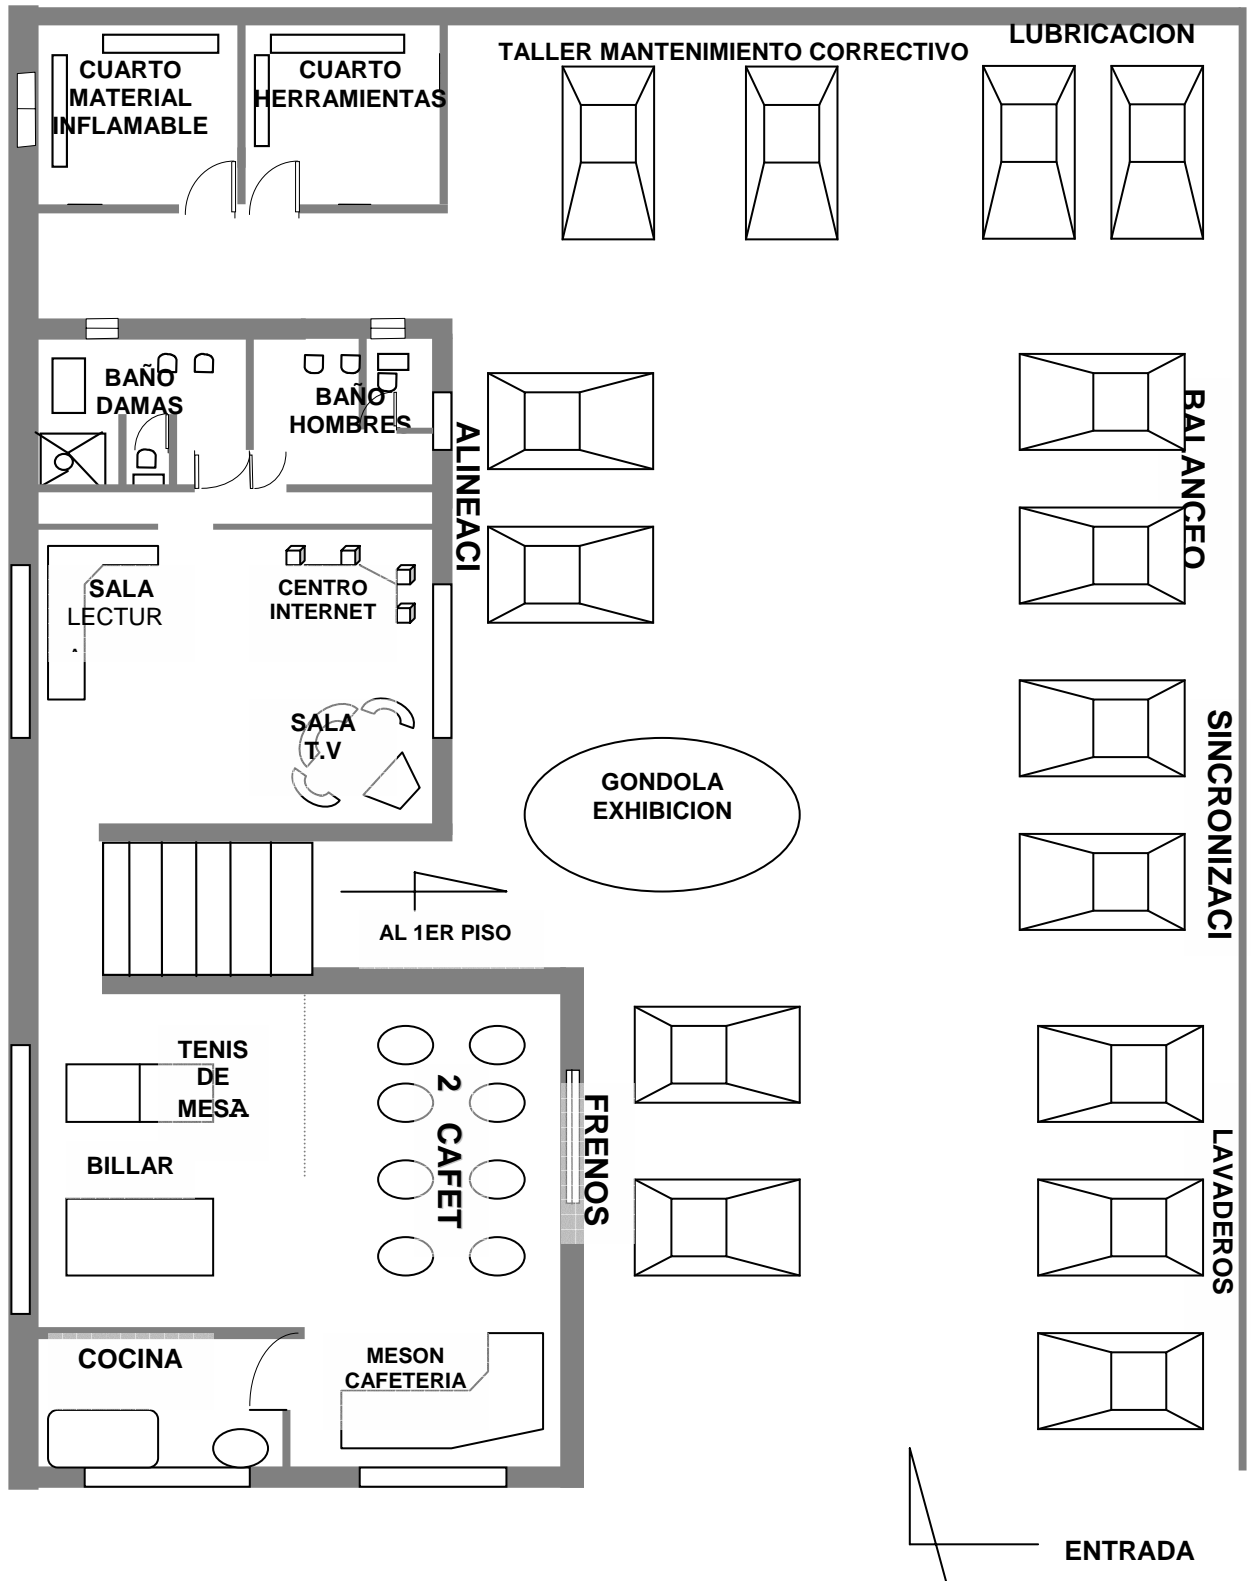 TALLER MANTENIMIENTO CORRECTIVO
LUBRICACION
CUARTO
MATERIAL
INFLAMABLE
CUARTO
HERRAMIENTAS
BAÑO
DAMAS
BAÑO
HOMBRES
ALINEACI
BALANCEO
SALA
LECTUR
A
CENTRO
INTERNET
SALA
T.V
GONDOLA
EXHIBICION
SINCRONIZACI
AL 1ER PISO
TENIS
DE
MESA
BILLAR
2 CAFET
FRENOS
LAVADEROS
COCINA
MESON
CAFETERIA
ENTRADA